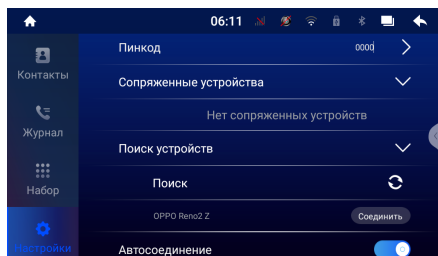 06:11
Контакты
Журнал
Набор
Настройки
Пинкод 0000
Сопряженные устройства
Нет сопряженных устройств
Поиск устройств
Поиск
OPPO Reno2 Z Соединить
Автосоединение